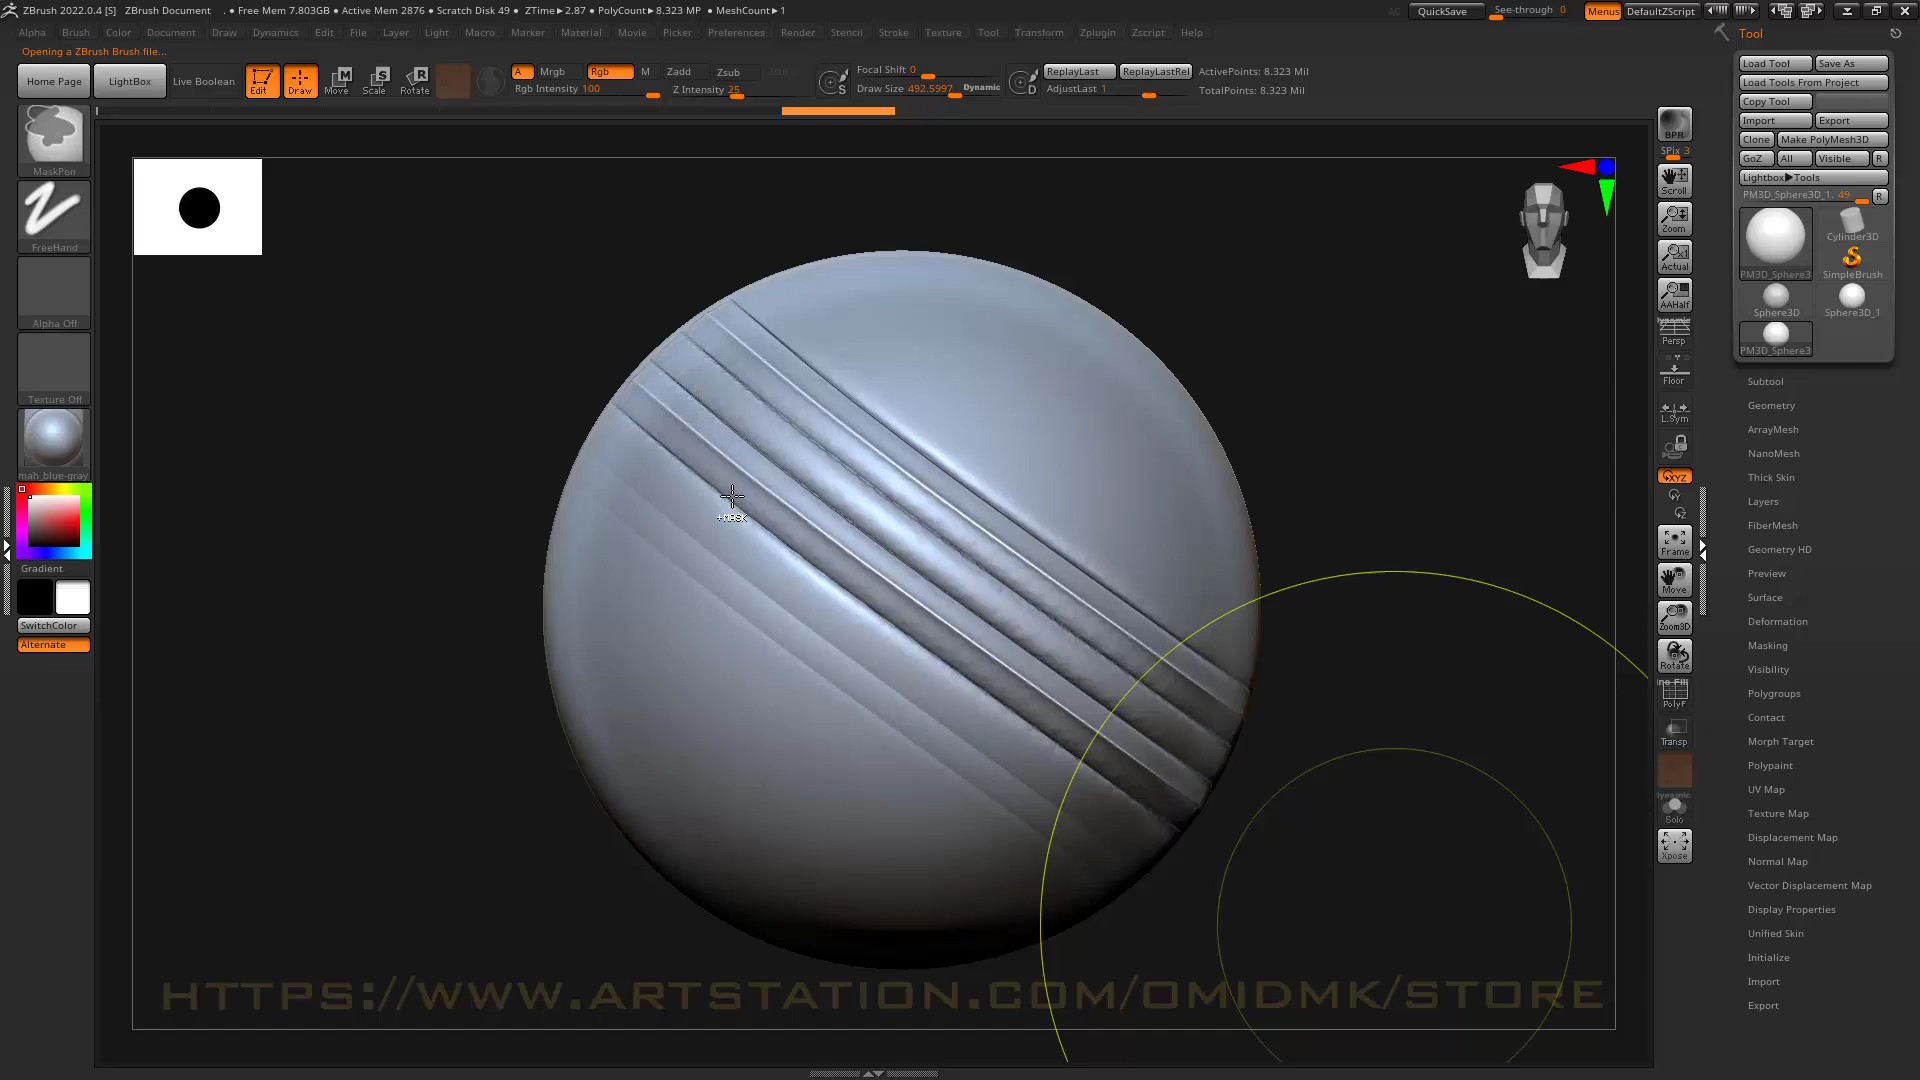 ZBrush 2022.0.4 [S] ZBrush Document . • Free Mem 7.803GB • Active Mem 2876 • Scratch Disk 49 • ZTime▸2.87 • PolyCount▸8.323 MP • MeshCount▸1 AC QuickSave See-through 0 Menus DefaultZScript
Alpha Brush Color Document Draw Dynamics Edit File Layer Light Macro Marker Material Movie Picker Preferences Render Stencil Stroke Texture Tool Transform Zplugin Zscript Help
Opening a ZBrush Brush file...
Home Page LightBox Live Boolean Edit Draw Move Scale Rotate
A Mrgb Rgb M Zadd Zsub
Rgb Intensity 100 Z Intensity 25
S
Focal Shift 0
Draw Size 492.5997 Dynamic
D
ReplayLast ReplayLastRel ActivePoints: 8.323 Mil
AdjustLast 1 TotalPoints: 8.323 Mil
MaskPen
FreeHand
Alpha Off
Texture Off
mah_blue-gray
Gradient
SwitchColor
Alternate
+MASK
HTTPS://WWW.ARTSTATION.COM/OMIDMK/STORE
BPR
SPix 3
Scroll
Zoom
Actual
AAHalf
Dynamic
Persp
Floor
L.Sym
XYZ
Frame
Move
Zoom3D
Rotate
PolyF
Transp
Dynamic
Solo
Xpose
Tool
Load Tool Save As
Load Tools From Project
Copy Tool
Import Export
Clone Make PolyMesh3D
GoZ All Visible R
Lightbox▸Tools
PM3D_Sphere3D_1. 49 R
PM3D_Sphere3 Cylinder3D
SimpleBrush
Sphere3D Sphere3D_1
PM3D_Sphere3
Subtool
Geometry
ArrayMesh
NanoMesh
Thick Skin
Layers
FiberMesh
Geometry HD
Preview
Surface
Deformation
Masking
Visibility
Polygroups
Contact
Morph Target
Polypaint
UV Map
Texture Map
Displacement Map
Normal Map
Vector Displacement Map
Display Properties
Unified Skin
Initialize
Import
Export